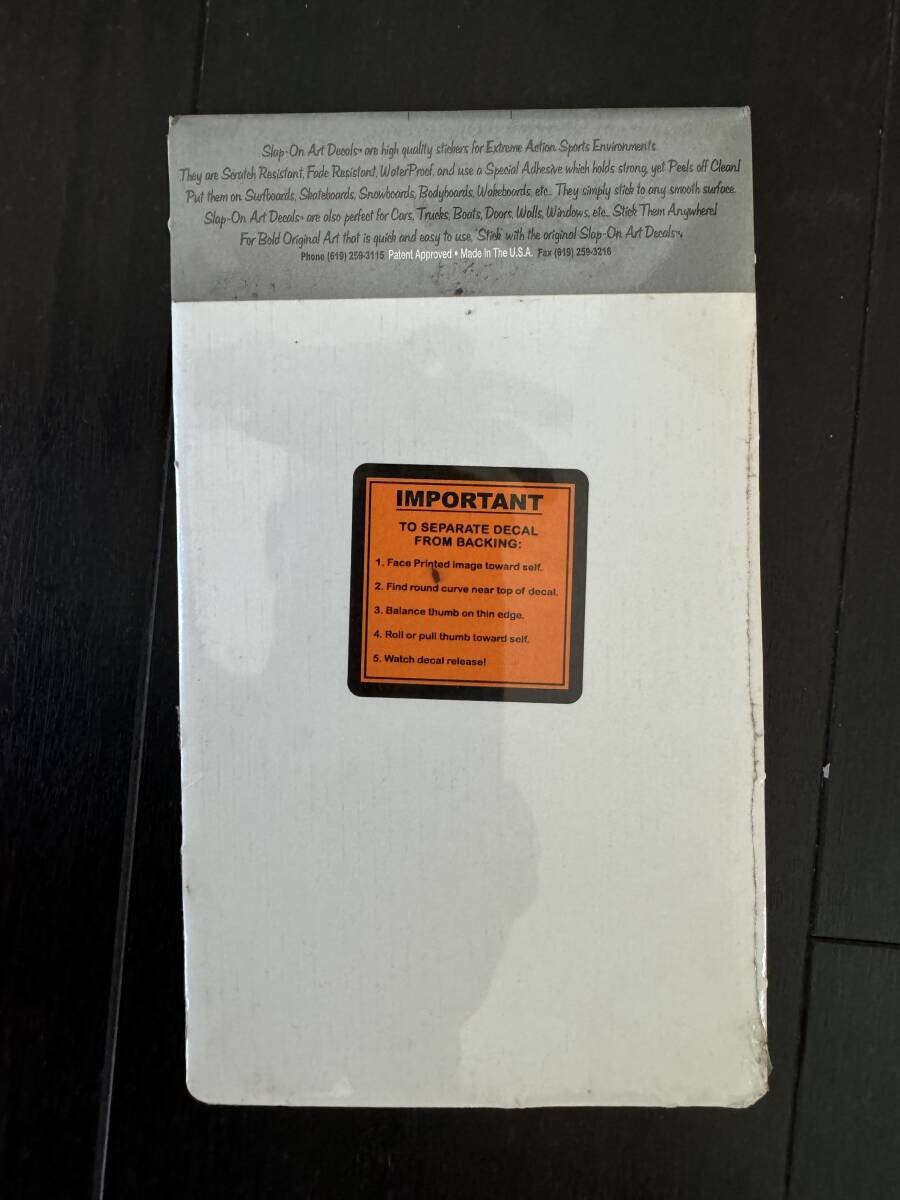 Slap-On Art Decals™ are high quality stickers for Extreme Action Sports Environments.
They are Scratch Resistant, Fade Resistant, WaterProof, and use a Special Adhesive which holds strong, yet Peels off Clean!
Put them on Surfboards, Skateboards, Snowboards, Bodyboards, Wakeboards, etc.. They simply stick to any smooth surface.
Slap-On Art Decals™ are also perfect for Cars, Trucks, Boats, Doors, Walls, Windows, etc.. Stick Them Anywhere!
For Bold Original Art that is quick and easy to use, 'Stick' with the original Slap-On Art Decals™.
Phone (619) 259-3115 Patent Approved • Made In The U.S.A. Fax (619) 259-3216
IMPORTANT
TO SEPARATE DECAL
FROM BACKING:
1. Face Printed image toward self.
2. Find round curve near top of decal.
3. Balance thumb on thin edge.
4. Roll or pull thumb toward self.
5. Watch decal release!